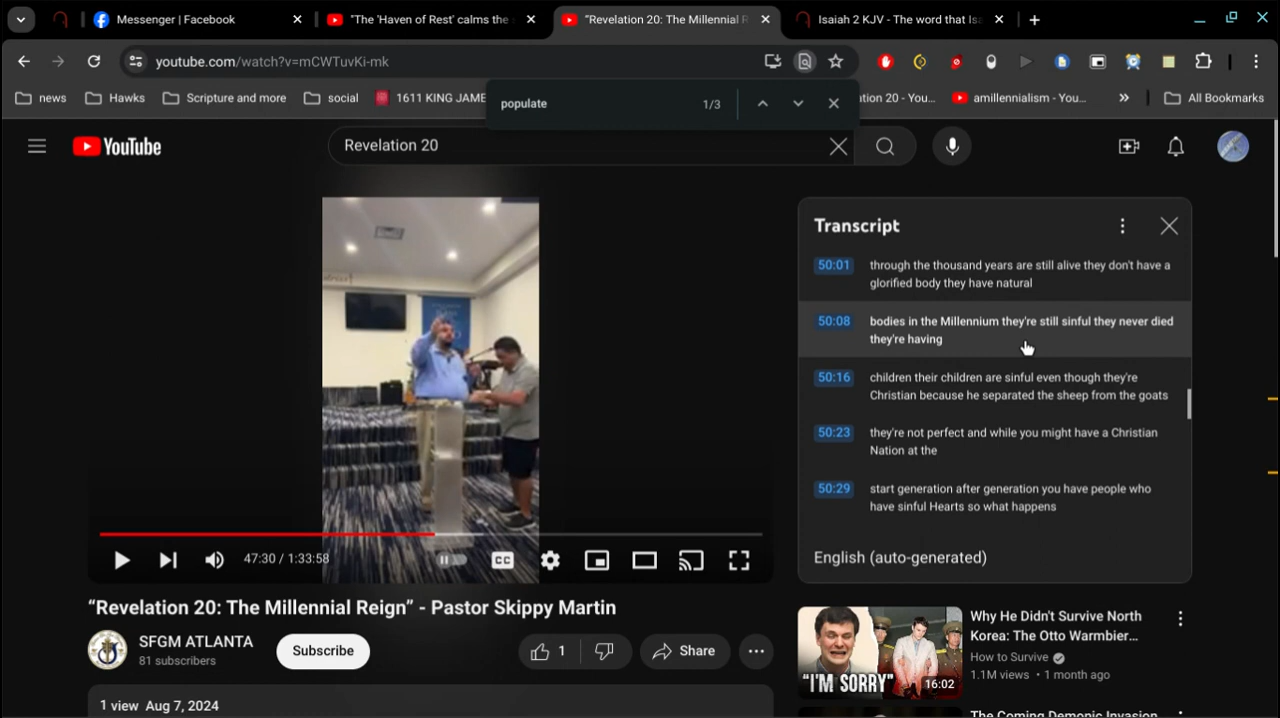 Messenger | Facebook
"The 'Haven of Rest' calms the
"Revelation 20: The Millennial R
Isaiah 2 KJV - The word that Isa
youtube.com/watch?v=mCWTuvKi-mk
news
Hawks
Scripture and more
social
1611 KING JAME
populate
1/3
ation 20 - You...
amillennialism - You...
»
All Bookmarks
YouTube
Revelation 20
Transcript
50:01
through the thousand years are still alive they don't have a
glorified body they have natural
50:08
bodies in the Millennium they're still sinful they never died
they're having
50:16
children their children are sinful even though they're
Christian because he separated the sheep from the goats
50:23
they're not perfect and while you might have a Christian
Nation at the
50:29
start generation after generation you have people who
have sinful Hearts so what happens
English (auto-generated)
47:30 / 1:33:58
CC
"Revelation 20: The Millennial Reign" - Pastor Skippy Martin
SFGM ATLANTA
81 subscribers
Subscribe
1
Share
1 view Aug 7, 2024
"I'M SORRY"
16:02
Why He Didn't Survive North
Korea: The Otto Warmbier...
How to Survive
1.1M views • 1 month ago
The Coming Demonic Invasion